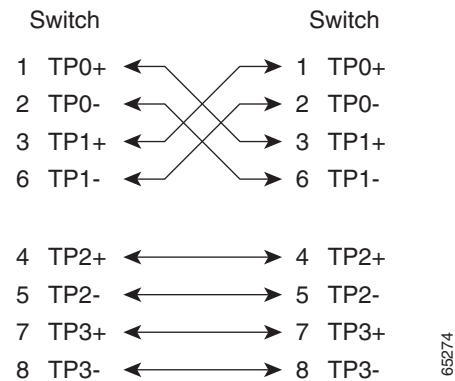 Switch Switch
1 TP0+ 1 TP0+
2 TP0- 2 TP0-
3 TP1+ 3 TP1+
6 TP1- 6 TP1-
4 TP2+ 4 TP2+
5 TP2- 5 TP2-
7 TP3+ 7 TP3+
8 TP3- 8 TP3-
65274